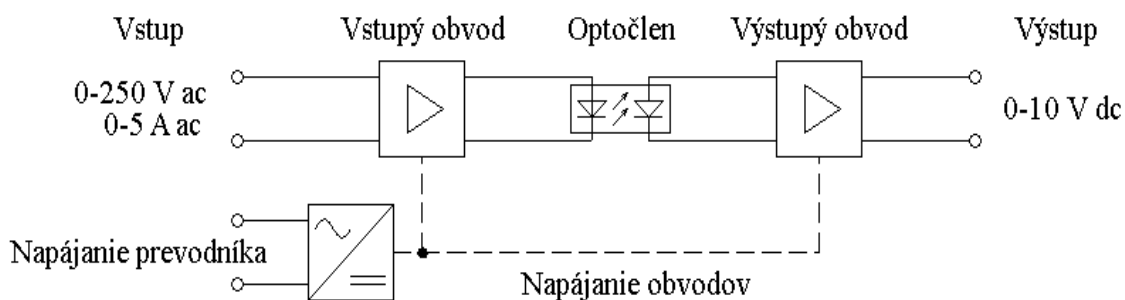 Vstup
Vstupý obvod
Optočlen
Výstupý obvod
Výstup
0-250 V ac
0-5 A ac
0-10 V dc
Napájanie prevodníka
Napájanie obvodov